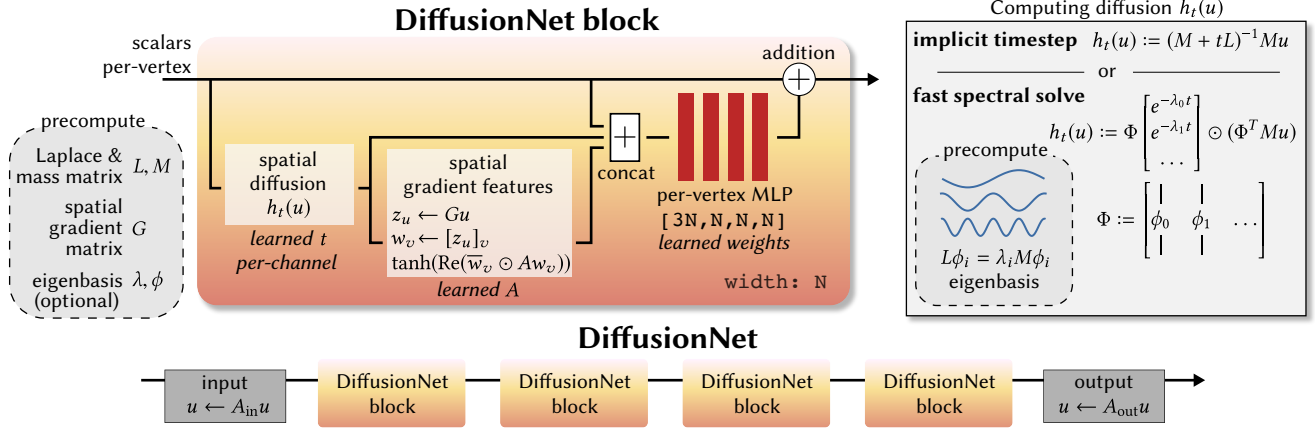 DiffusionNet block
scalars
per-vertex
addition
precompute
Laplace &
mass matrix L, M
spatial
gradient G
matrix
eigenbasis λ, ϕ
(optional)
spatial
diffusion
h_t(u)
learned t
per-channel
spatial
gradient features
z_u ← Gu
w_v ← [z_u]_v
tanh(Re(w̅_v ⊙ Aw_v))
learned A
+
concat
+
per-vertex MLP
[3N,N,N,N]
learned weights
width: N
Computing diffusion h_t(u)
implicit timestep h_t(u) := (M + tL)^{-1}Mu
or
fast spectral solve
h_t(u) := Φ [e^{-λ_0 t} e^{-λ_1 t} ...] ⊙ (Φ^T Mu)
precompute
Lϕ_i = λ_i Mϕ_i
eigenbasis
Φ := [ϕ_0 ϕ_1 ...]
DiffusionNet
input
u ← A_in u
DiffusionNet
block
DiffusionNet
block
DiffusionNet
block
DiffusionNet
block
output
u ← A_out u